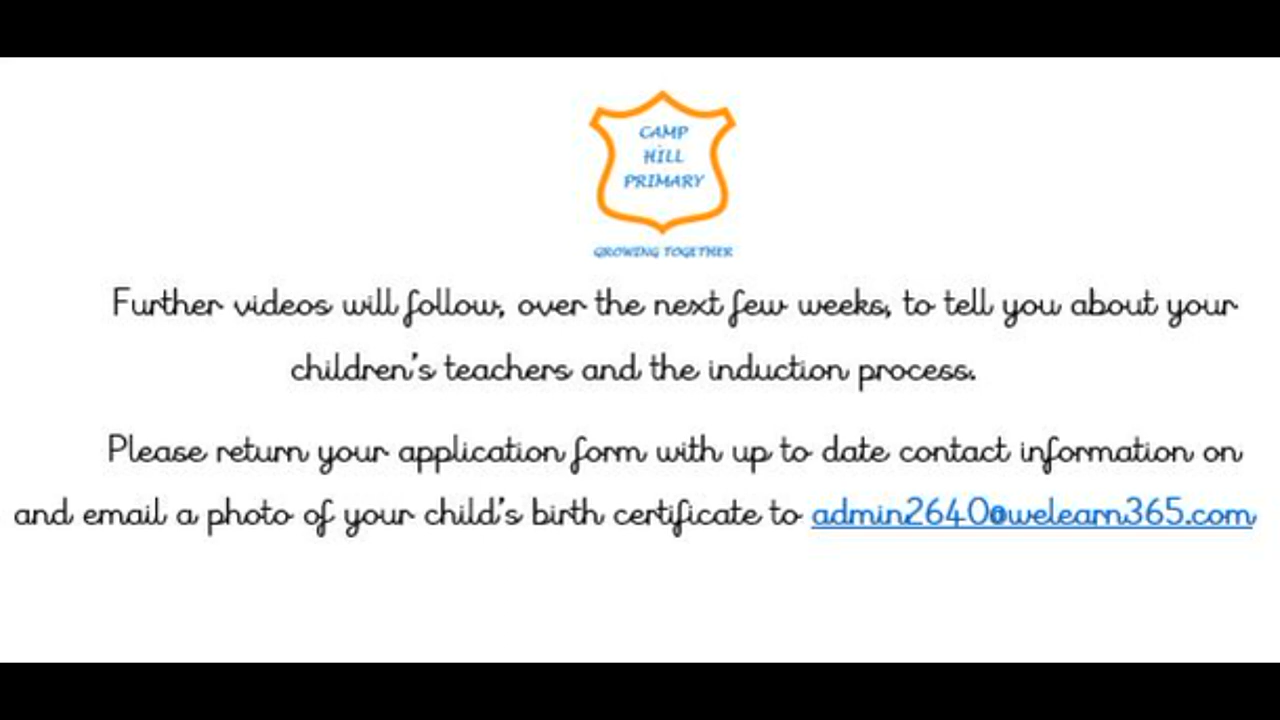 CAMP
HILL
PRIMARY
GROWING TOGETHER
Further videos will follow, over the next few weeks, to tell you about your
children's teachers and the induction process.
Please return your application form with up to date contact information on
and email a photo of your child's birth certificate to admin2640@welearn365.com